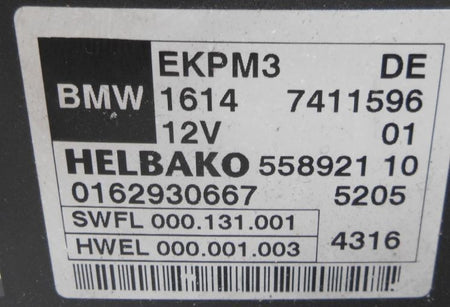 EKPM3 DE
BMW 1614 7411596
12V 01
HELBAKO 558921 10
0162930667 5205
SWFL 000.131.001
HWEL 000.001.003 4316